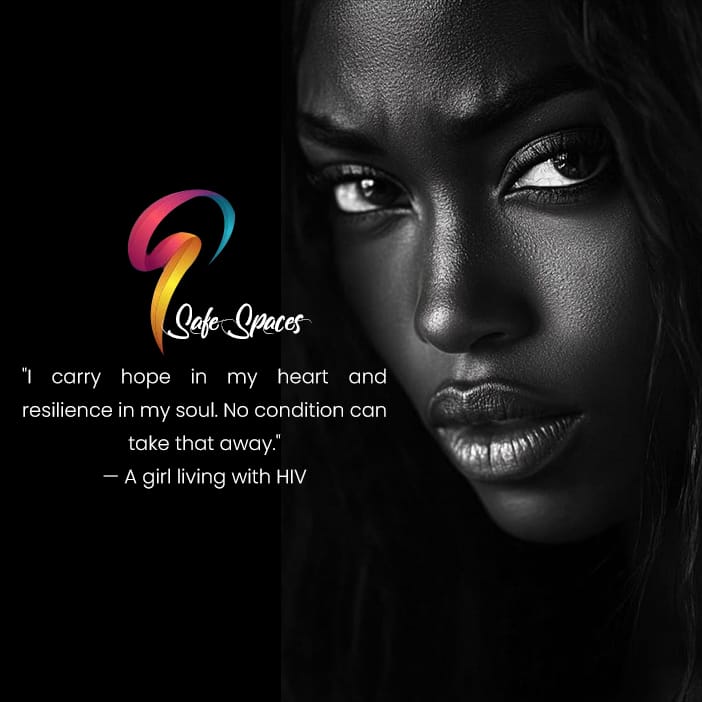 Safe Spaces
"I carry hope in my heart and
resilience in my soul. No condition can
take that away."
— A girl living with HIV